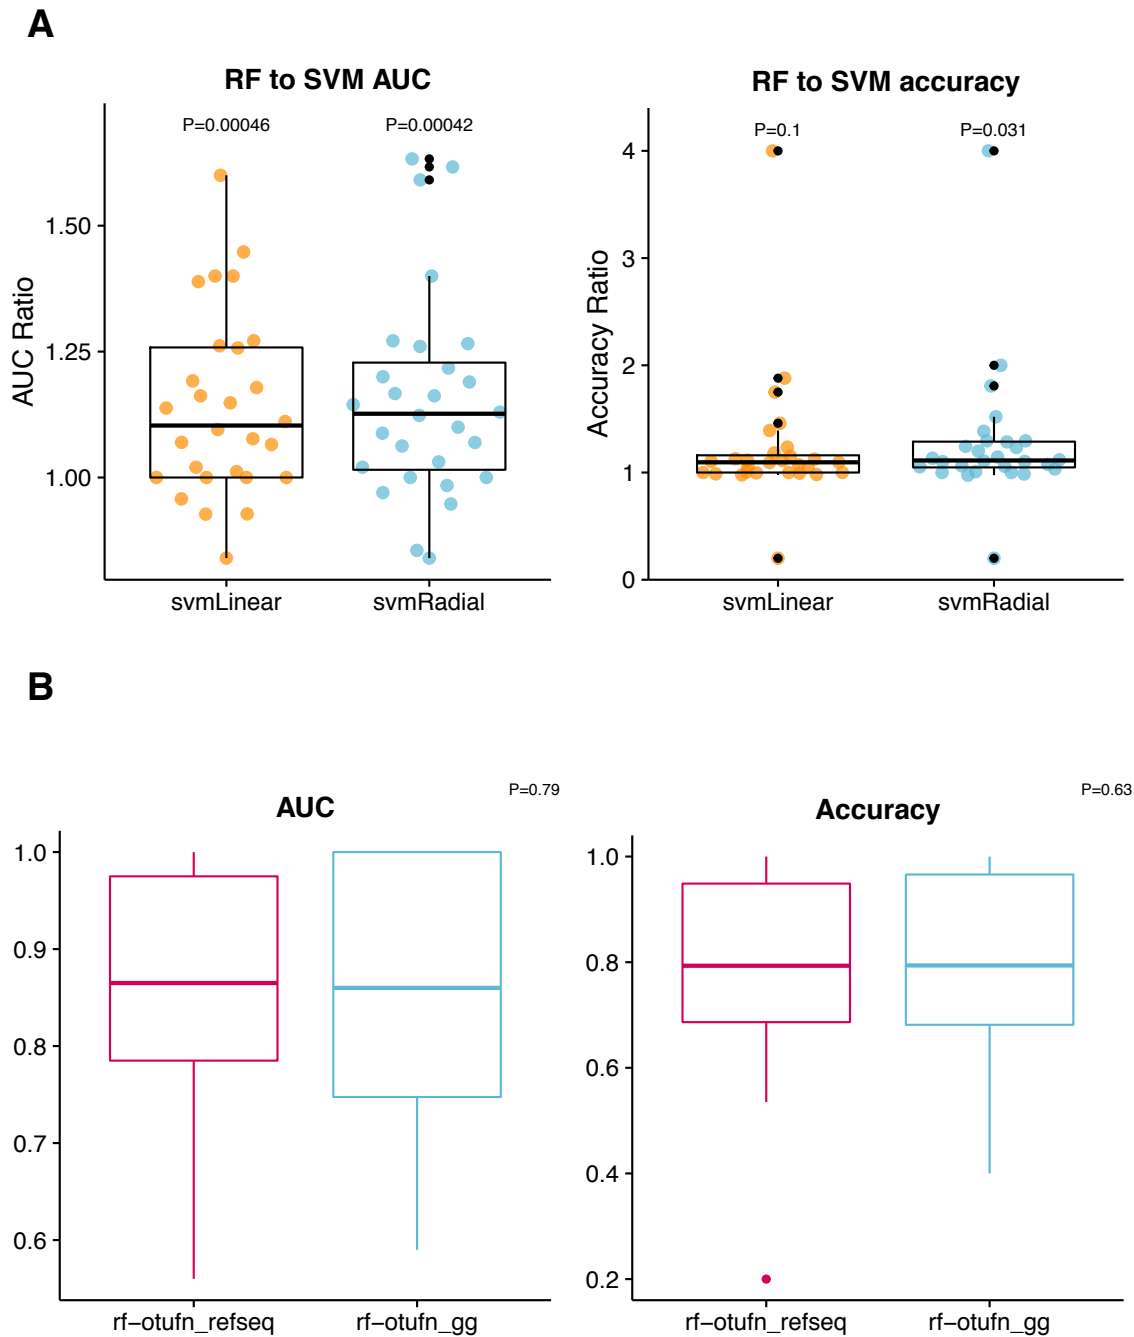 A
RF to SVM AUC
P=0.00046
P=0.00042
AUC Ratio
1.50
1.25
1.00
svmLinear
svmRadial
RF to SVM accuracy
P=0.1
P=0.031
Accuracy Ratio
4
3
2
1
0
svmLinear
svmRadial
B
AUC
P=0.79
1.0
0.9
0.8
0.7
0.6
rf−otufn_refseq
rf−otufn_gg
Accuracy
P=0.63
1.0
0.8
0.6
0.4
0.2
rf−otufn_refseq
rf−otufn_gg